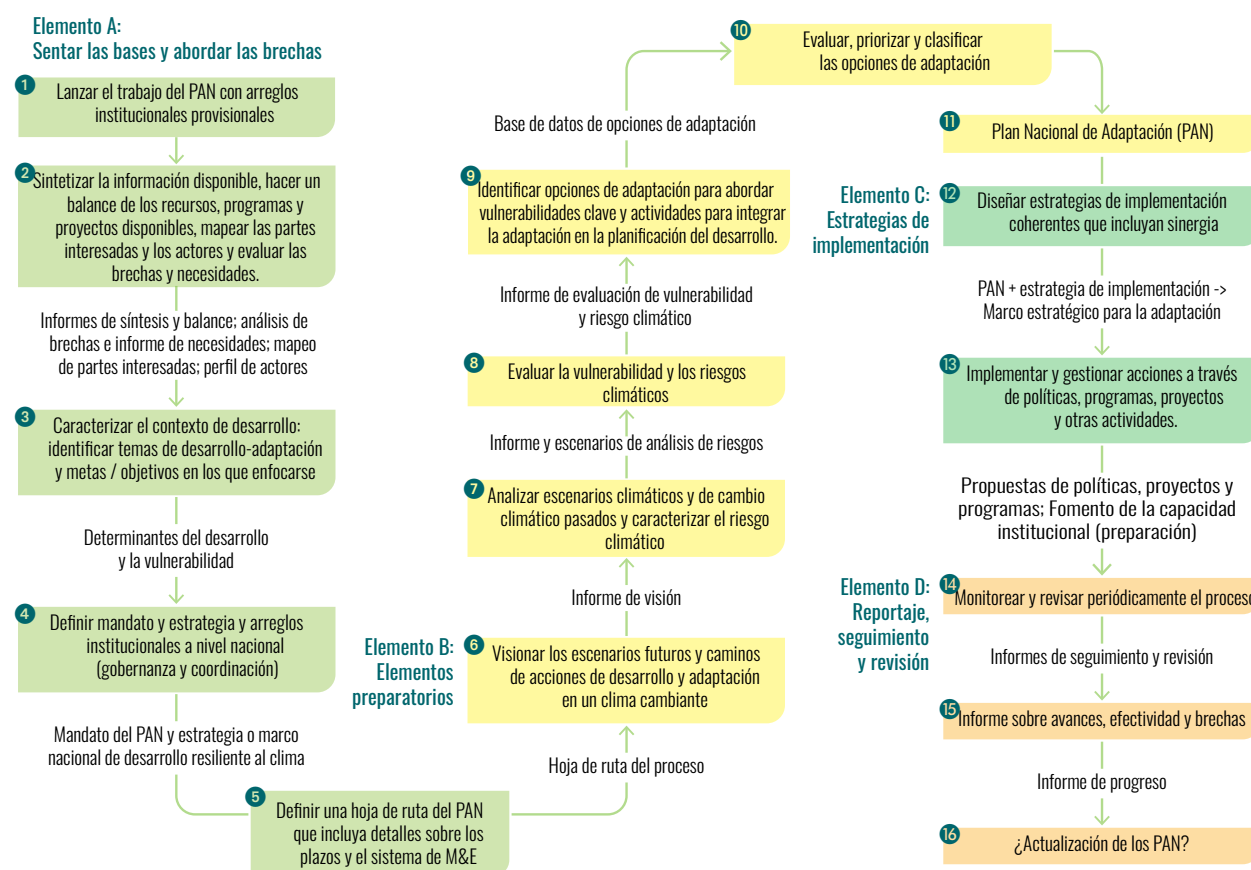 Elemento A:
Sentar las bases y abordar las brechas
1
Lanzar el trabajo del PAN con arreglos
institucionales provisionales
2
Sintetizar la información disponible, hacer un
balance de los recursos, programas y
proyectos disponibles, mapear las partes
interesadas y los actores y evaluar las
brechas y necesidades.
Informes de síntesis y balance; análisis de
brechas e informe de necesidades; mapeo
de partes interesadas; perfil de actores
3
Caracterizar el contexto de desarrollo:
identificar temas de desarrollo-adaptación
y metas / objetivos en los que enfocarse
Determinantes del desarrollo
y la vulnerabilidad
4
Definir mandato y estrategia y arreglos
institucionales a nivel nacional
(gobernanza y coordinación)
Mandato del PAN y estrategia o marco
nacional de desarrollo resiliente al clima
5
Definir una hoja de ruta del PAN
que incluya detalles sobre los
plazos y el sistema de M&E
Hoja de ruta del proceso
Elemento B:
Elementos
preparatorios
6
Visionar los escenarios futuros y caminos
de acciones de desarrollo y adaptación
en un clima cambiante
Informe de visión
7
Analizar escenarios climáticos y de cambio
climático pasados y caracterizar el riesgo
climático
Informe y escenarios de análisis de riesgos
8
Evaluar la vulnerabilidad y los riesgos
climáticos
Informe de evaluación de vulnerabilidad
y riesgo climático
9
Identificar opciones de adaptación para abordar
vulnerabilidades clave y actividades para integrar
la adaptación en la planificación del desarrollo.
Base de datos de opciones de adaptación
10
Evaluar, priorizar y clasificar
las opciones de adaptación
11
Plan Nacional de Adaptación (PAN)
Elemento C:
Estrategias de
implementación
12
Diseñar estrategias de implementación
coherentes que incluyan sinergia
PAN + estrategia de implementación ->
Marco estratégico para la adaptación
13
Implementar y gestionar acciones a través
de políticas, programas, proyectos
y otras actividades.
Propuestas de políticas, proyectos y
programas; Fomento de la capacidad
institucional (preparación)
Elemento D:
Reportaje,
seguimiento
y revisión
14
Monitorear y revisar periódicamente el proceso
Informes de seguimiento y revisión
15
Informe sobre avances, efectividad y brechas
Informe de progreso
16
¿Actualización de los PAN?